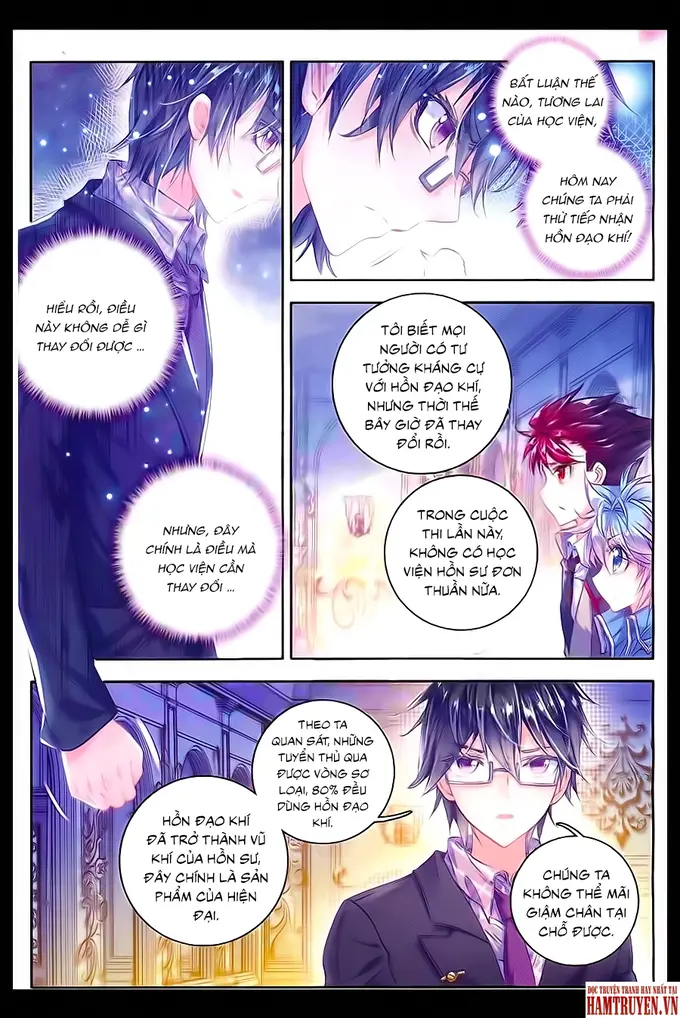 HIỂU RỒI, ĐIỀU
NÀY KHÔNG DỄ GÌ
THAY ĐỔI ĐƯỢC ...
NHƯNG, ĐÂY
CHÍNH LÀ ĐIỀU MÀ
HỌC VIỆN CẦN
THAY ĐỔI ...
BẤT LUẬN THẾ
NÀO, TƯƠNG LAI
CỦA HỌC VIỆN,
HÔM NAY
CHÚNG TA PHẢI
THỬ TIẾP NHẬN
HỒN ĐẠO KHÍ?
TÔI BIẾT MỌI
NGƯỜI CÓ TƯ
TƯỞNG KHÁNG CỰ
VỚI HỒN ĐẠO KHÍ,
NHƯNG THỜI THẾ
BÂY GIỜ ĐÃ THAY
ĐỔI RỒI.
TRONG CUỘC
THI LẦN NÀY,
KHÔNG CÓ HỌC
VIỆN HỒN SƯ ĐƠN
THUẦN NỮA.
THEO TA
QUAN SÁT, NHỮNG
TUYỂN THỦ QUA
ĐƯỢC VÒNG SƠ
LOẠI, 80% ĐỀU
DÙNG HỒN ĐẠO
KHÍ.
HỒN ĐẠO KHÍ
ĐÃ TRỞ THÀNH VŨ
KHÍ CỦA HỒN SƯ,
ĐÂY CHÍNH LÀ SẢN
PHẨM CỦA HIỆN
ĐẠI.
CHÚNG TA
KHÔNG THỂ MÃI
GIẬM CHÂN TẠI
CHỖ ĐƯỢC.
ĐỌC TRUYỆN TRANH HAY NHẤT TẠI
HAMTRUYEN.VN